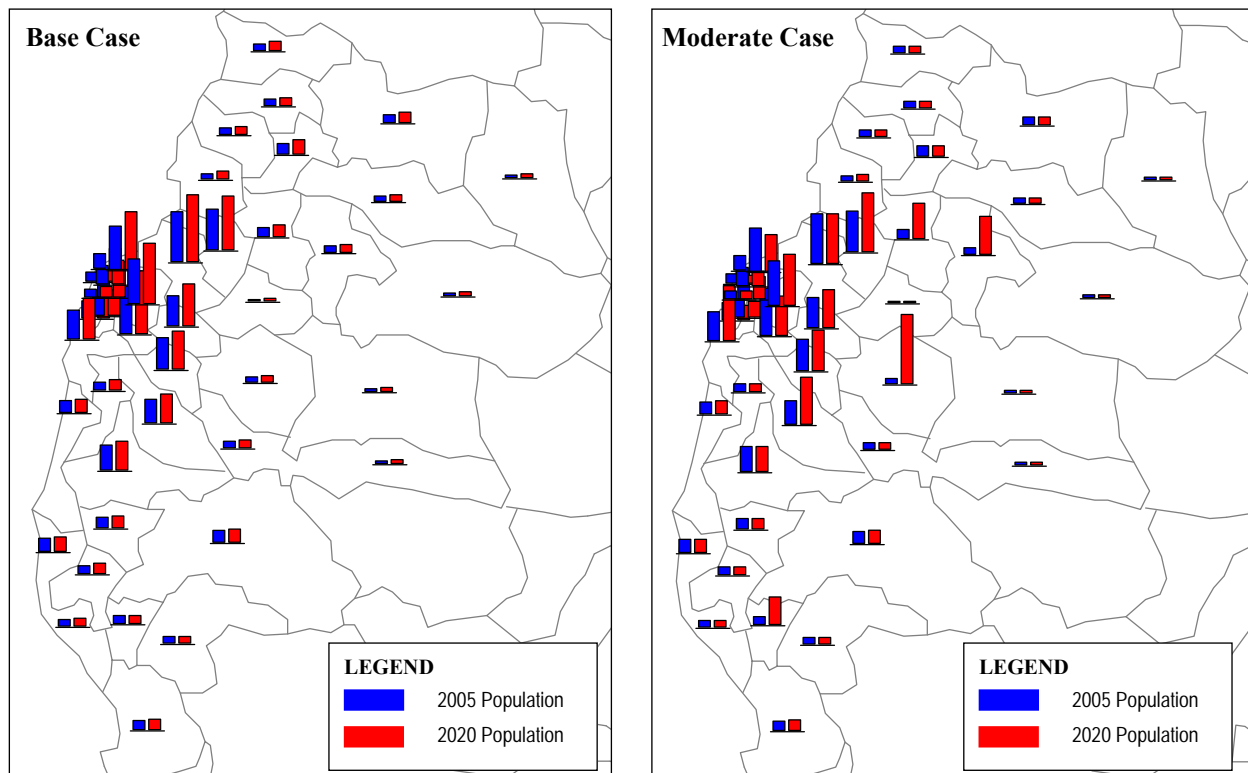 Base Case
Moderate Case
LEGEND
2005 Population
2020 Population
LEGEND
2005 Population
2020 Population